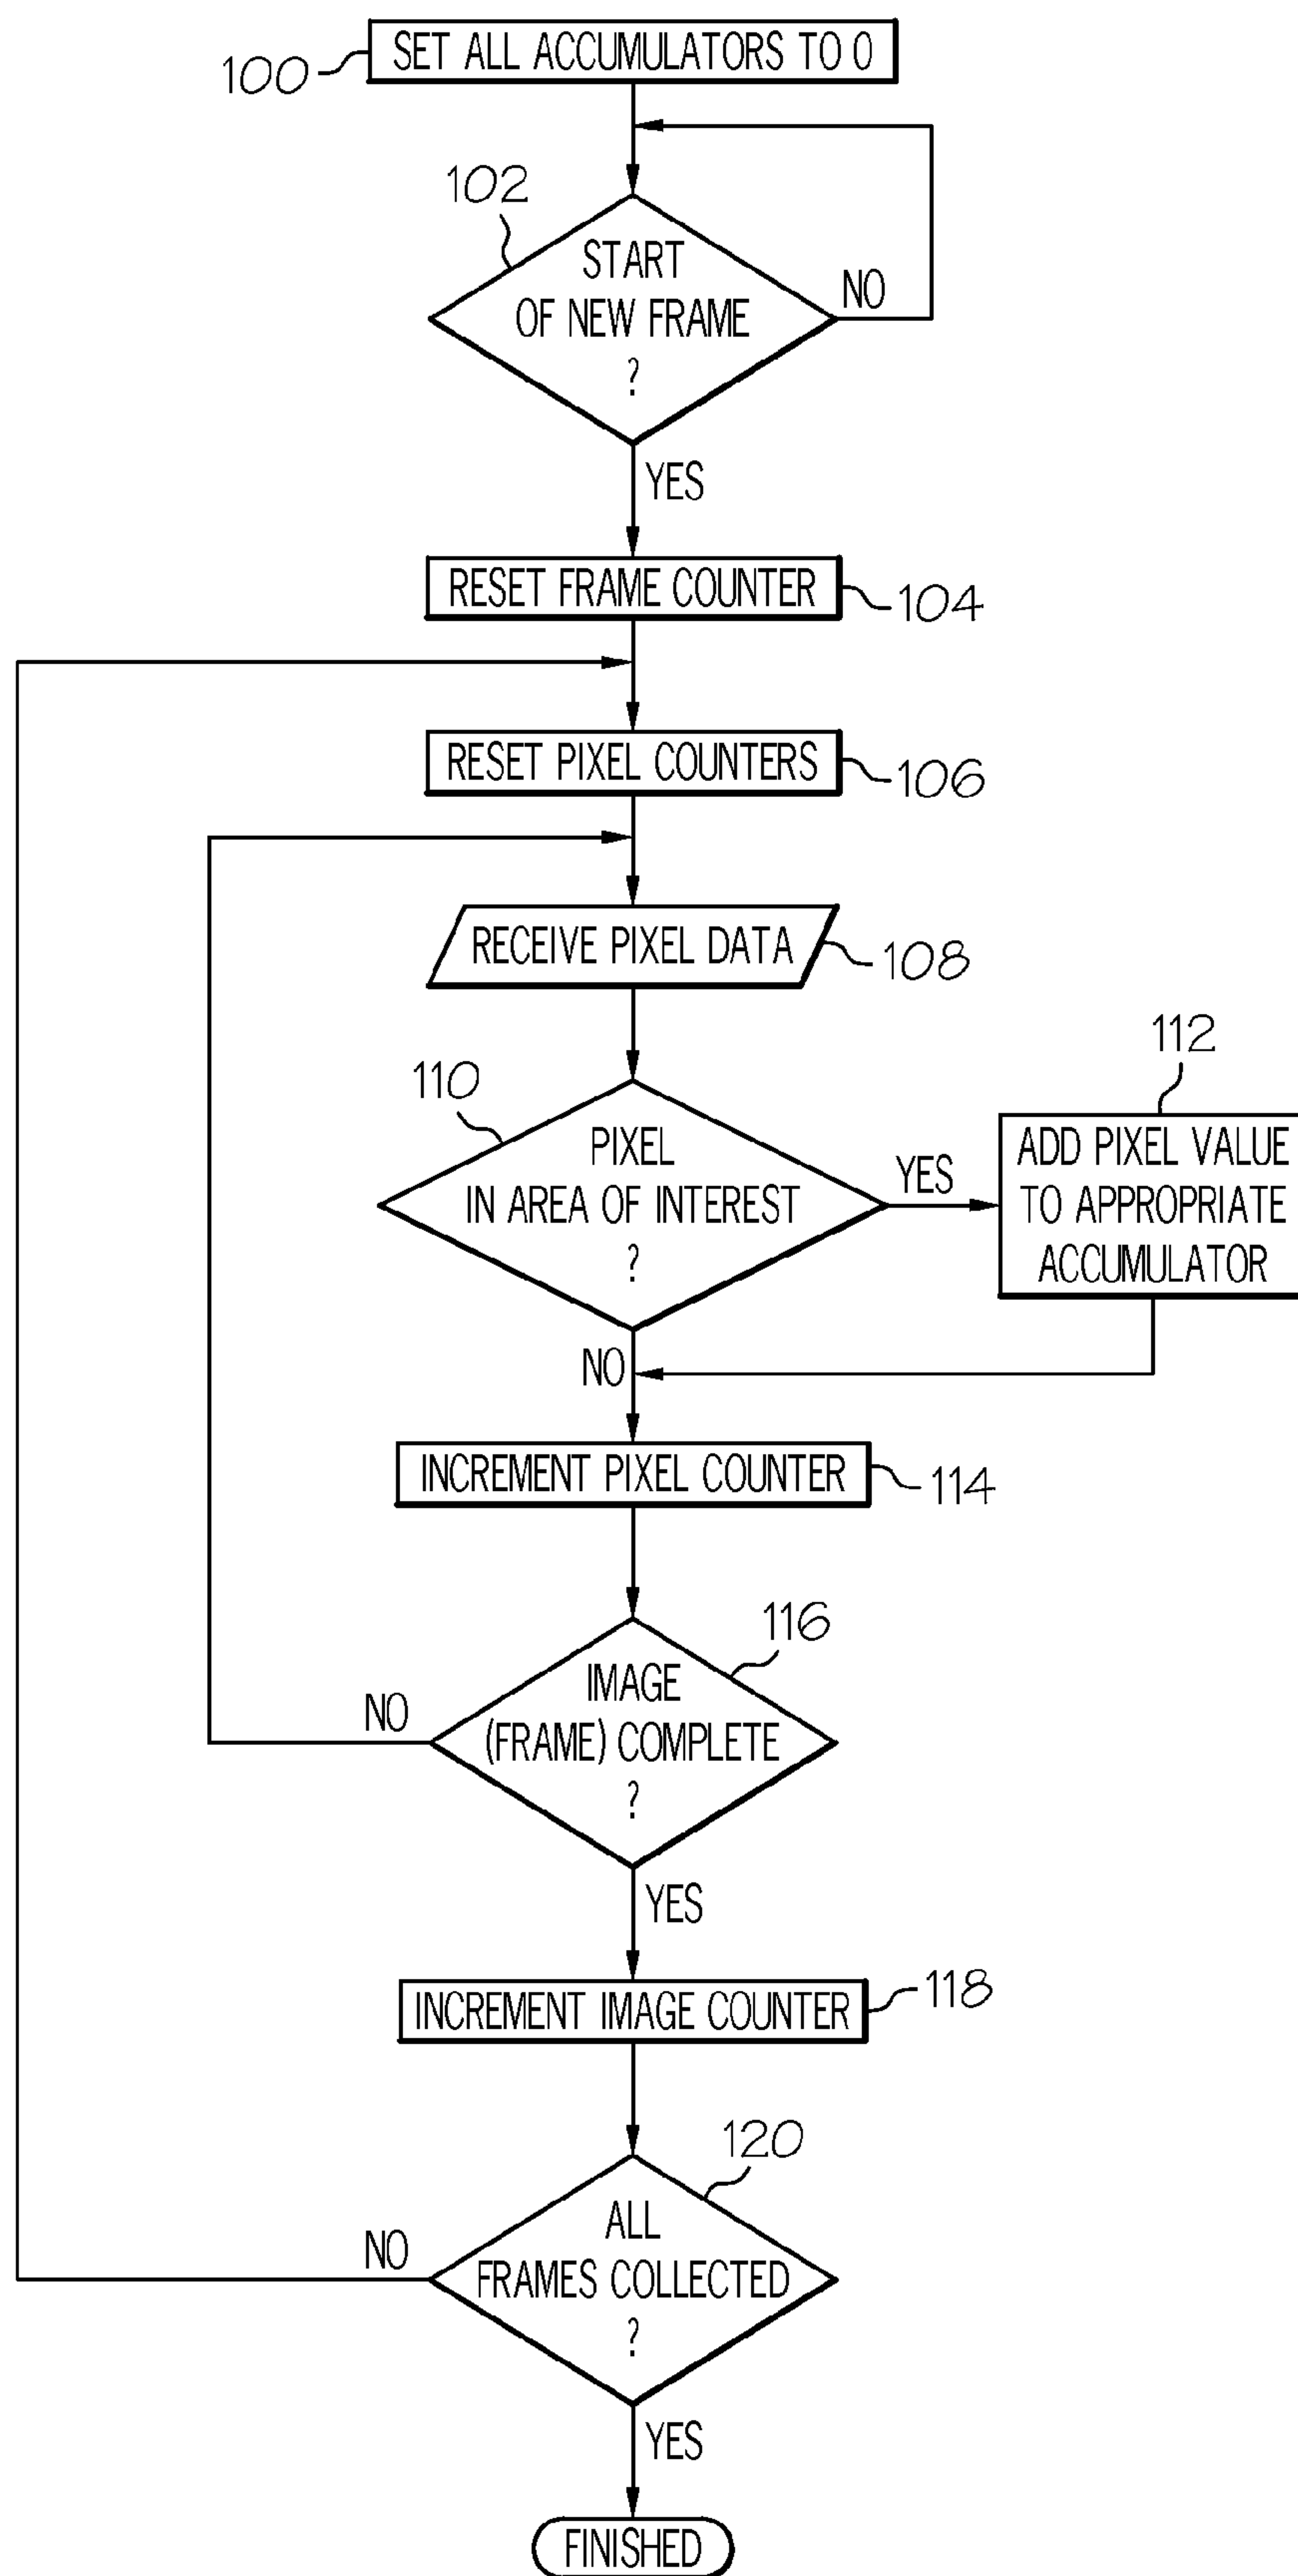 SET ALL ACCUMULATORS TO 0
100
102
START
OF NEW FRAME
?
NO
YES
RESET FRAME COUNTER
104
RESET PIXEL COUNTERS
106
RECEIVE PIXEL DATA
108
110
PIXEL
IN AREA OF INTEREST
?
YES
112
ADD PIXEL VALUE
TO APPROPRIATE
ACCUMULATOR
NO
INCREMENT PIXEL COUNTER
114
116
IMAGE
(FRAME) COMPLETE
?
NO
YES
INCREMENT IMAGE COUNTER
118
120
ALL
FRAMES COLLECTED
?
NO
YES
FINISHED